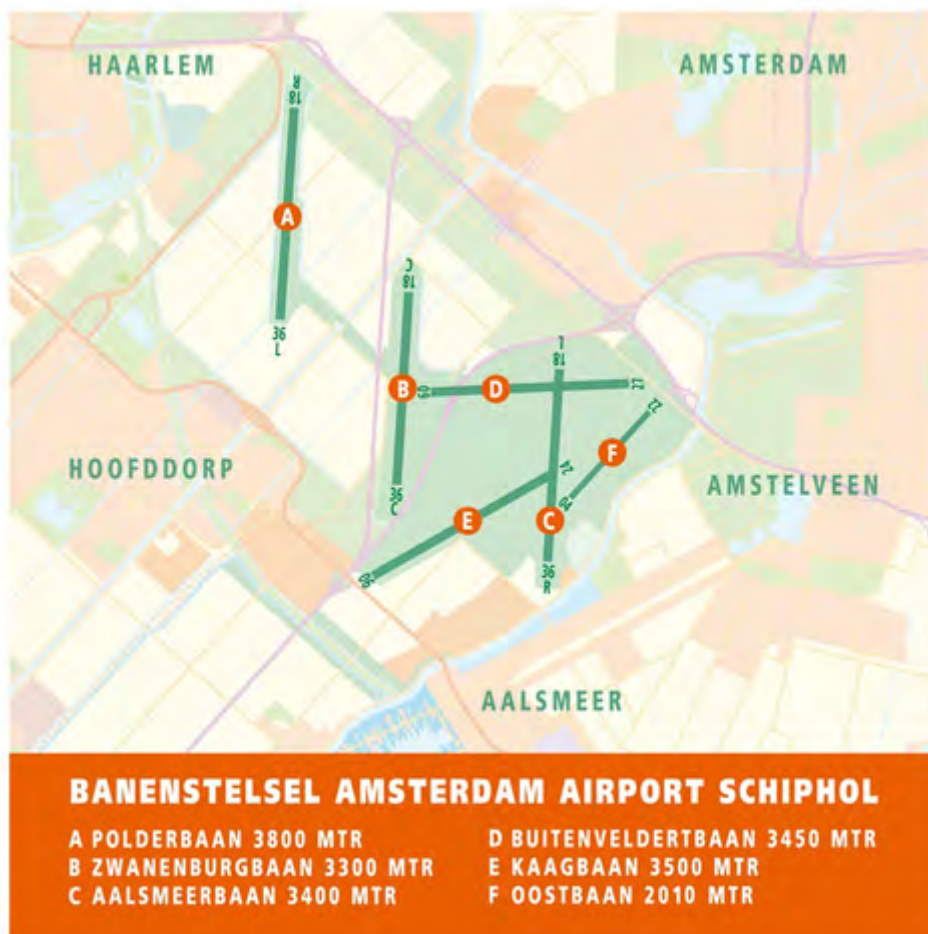 HAARLEM
AMSTERDAM
R
18
A
36
L
C
18
B
36
C
09
D
27
L
18
22
F
24
E
04
C
06
36
R
HOOFDDORP
AMSTELVEEN
AALSMEER
BANENSTELSEL AMSTERDAM AIRPORT SCHIPHOL
A POLDERBAAN 3800 MTR
B ZWANENBURGBAAN 3300 MTR
C AALSMEERBAAN 3400 MTR
D BUITENVELDERTBAAN 3450 MTR
E KAAGBAAN 3500 MTR
F OOSTBAAN 2010 MTR